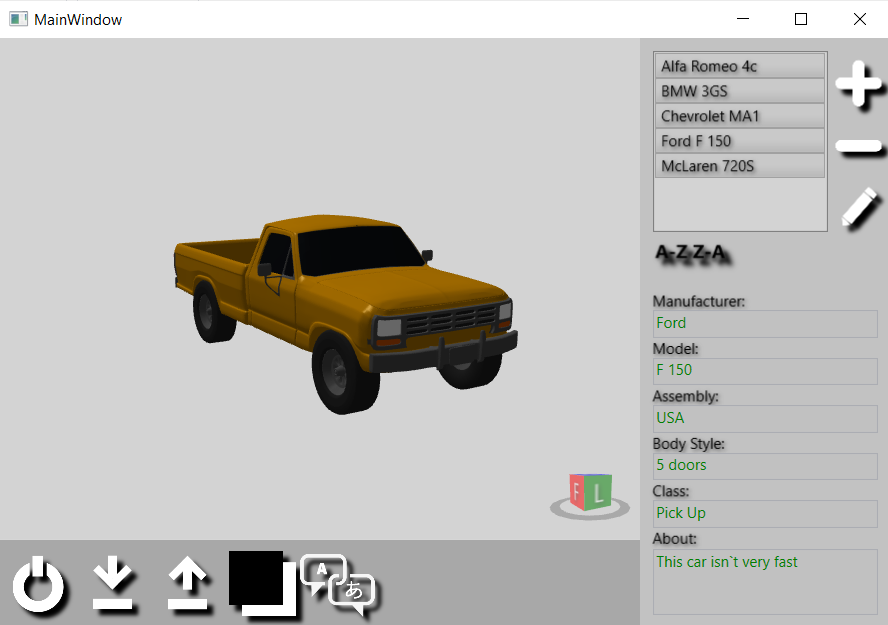 MainWindow
Alfa Romeo 4c
BMW 3GS
Chevrolet MA1
Ford F 150
McLaren 720S
A-Z Z-A
Manufacturer:
Ford
Model:
F 150
Assembly:
USA
Body Style:
5 doors
Class:
Pick Up
About:
This car isn`t very fast
F L
A あ